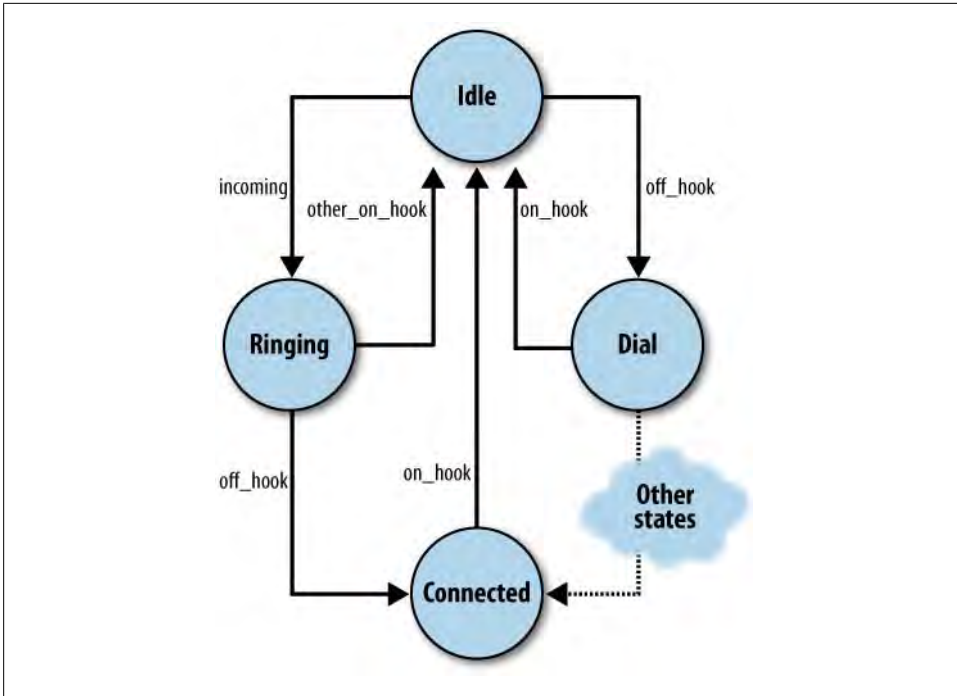 Idle
incoming
off_hook
other_on_hook
on_hook
Ringing
Dial
off_hook
on_hook
Other
states
Connected